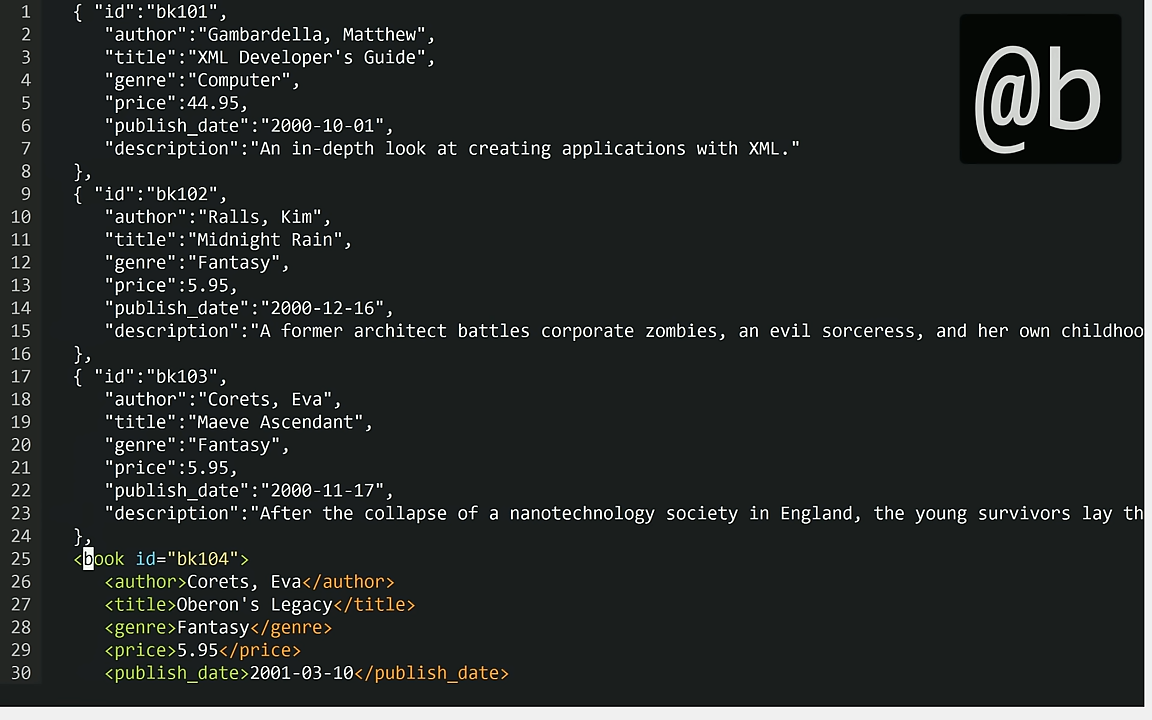 1 { "id":"bk101",
2 "author":"Gambardella, Matthew",
3 "title":"XML Developer's Guide",
4 "genre":"Computer",
5 "price":44.95,
6 "publish_date":"2000-10-01",
7 "description":"An in-depth look at creating applications with XML."
8 },
9 { "id":"bk102",
10 "author":"Ralls, Kim",
11 "title":"Midnight Rain",
12 "genre":"Fantasy",
13 "price":5.95,
14 "publish_date":"2000-12-16",
15 "description":"A former architect battles corporate zombies, an evil sorceress, and her own childhoo
16 },
17 { "id":"bk103",
18 "author":"Corets, Eva",
19 "title":"Maeve Ascendant",
20 "genre":"Fantasy",
21 "price":5.95,
22 "publish_date":"2000-11-17",
23 "description":"After the collapse of a nanotechnology society in England, the young survivors lay th
24 },
25 <book id="bk104">
26 <author>Corets, Eva</author>
27 <title>Oberon's Legacy</title>
28 <genre>Fantasy</genre>
29 <price>5.95</price>
30 <publish_date>2001-03-10</publish_date>
@b